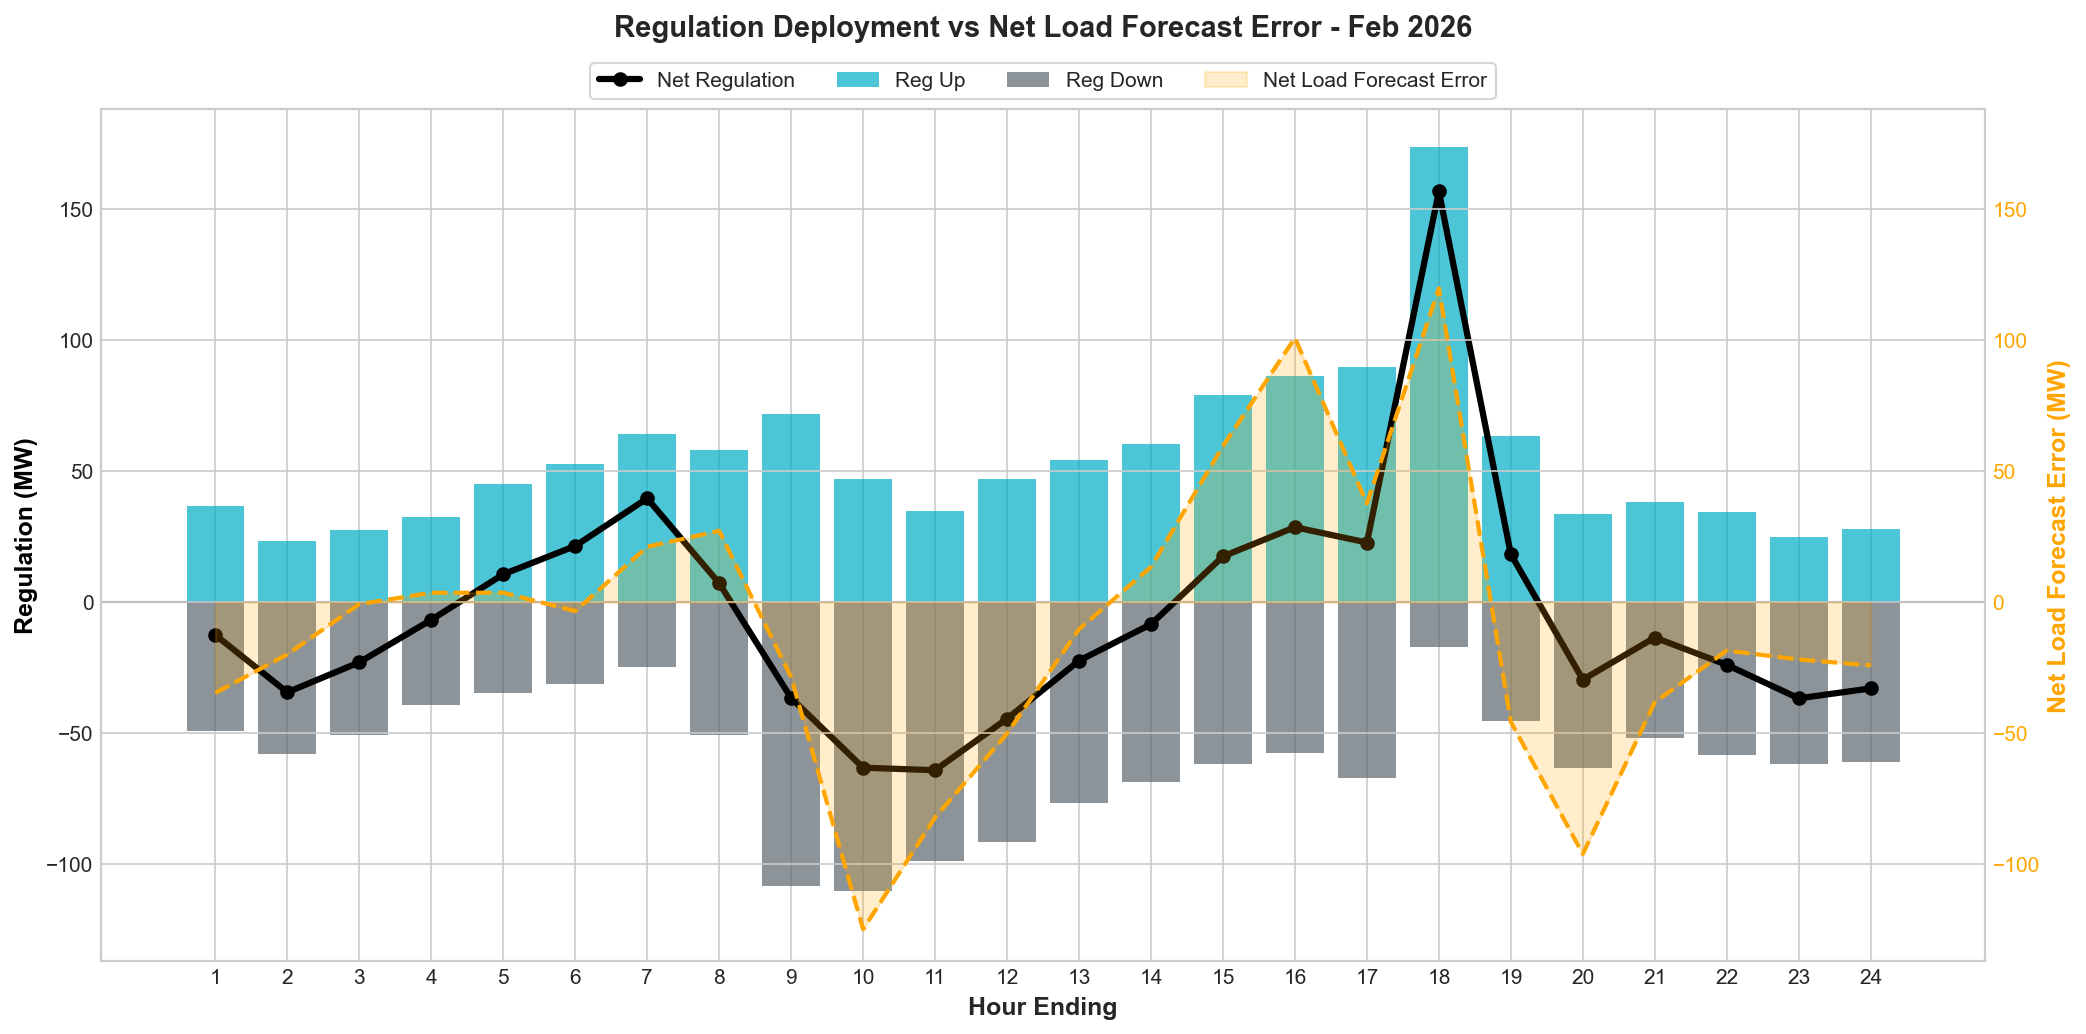 Regulation Deployment vs Net Load Forecast Error - Feb 2026
Net Regulation Reg Up Reg Down Net Load Forecast Error
Regulation (MW)
150
100
50
0
−50
−100
150
100
50
0
−50
−100
Net Load Forecast Error (MW)
1 2 3 4 5 6 7 8 9 10 11 12 13 14 15 16 17 18 19 20 21 22 23 24
Hour Ending